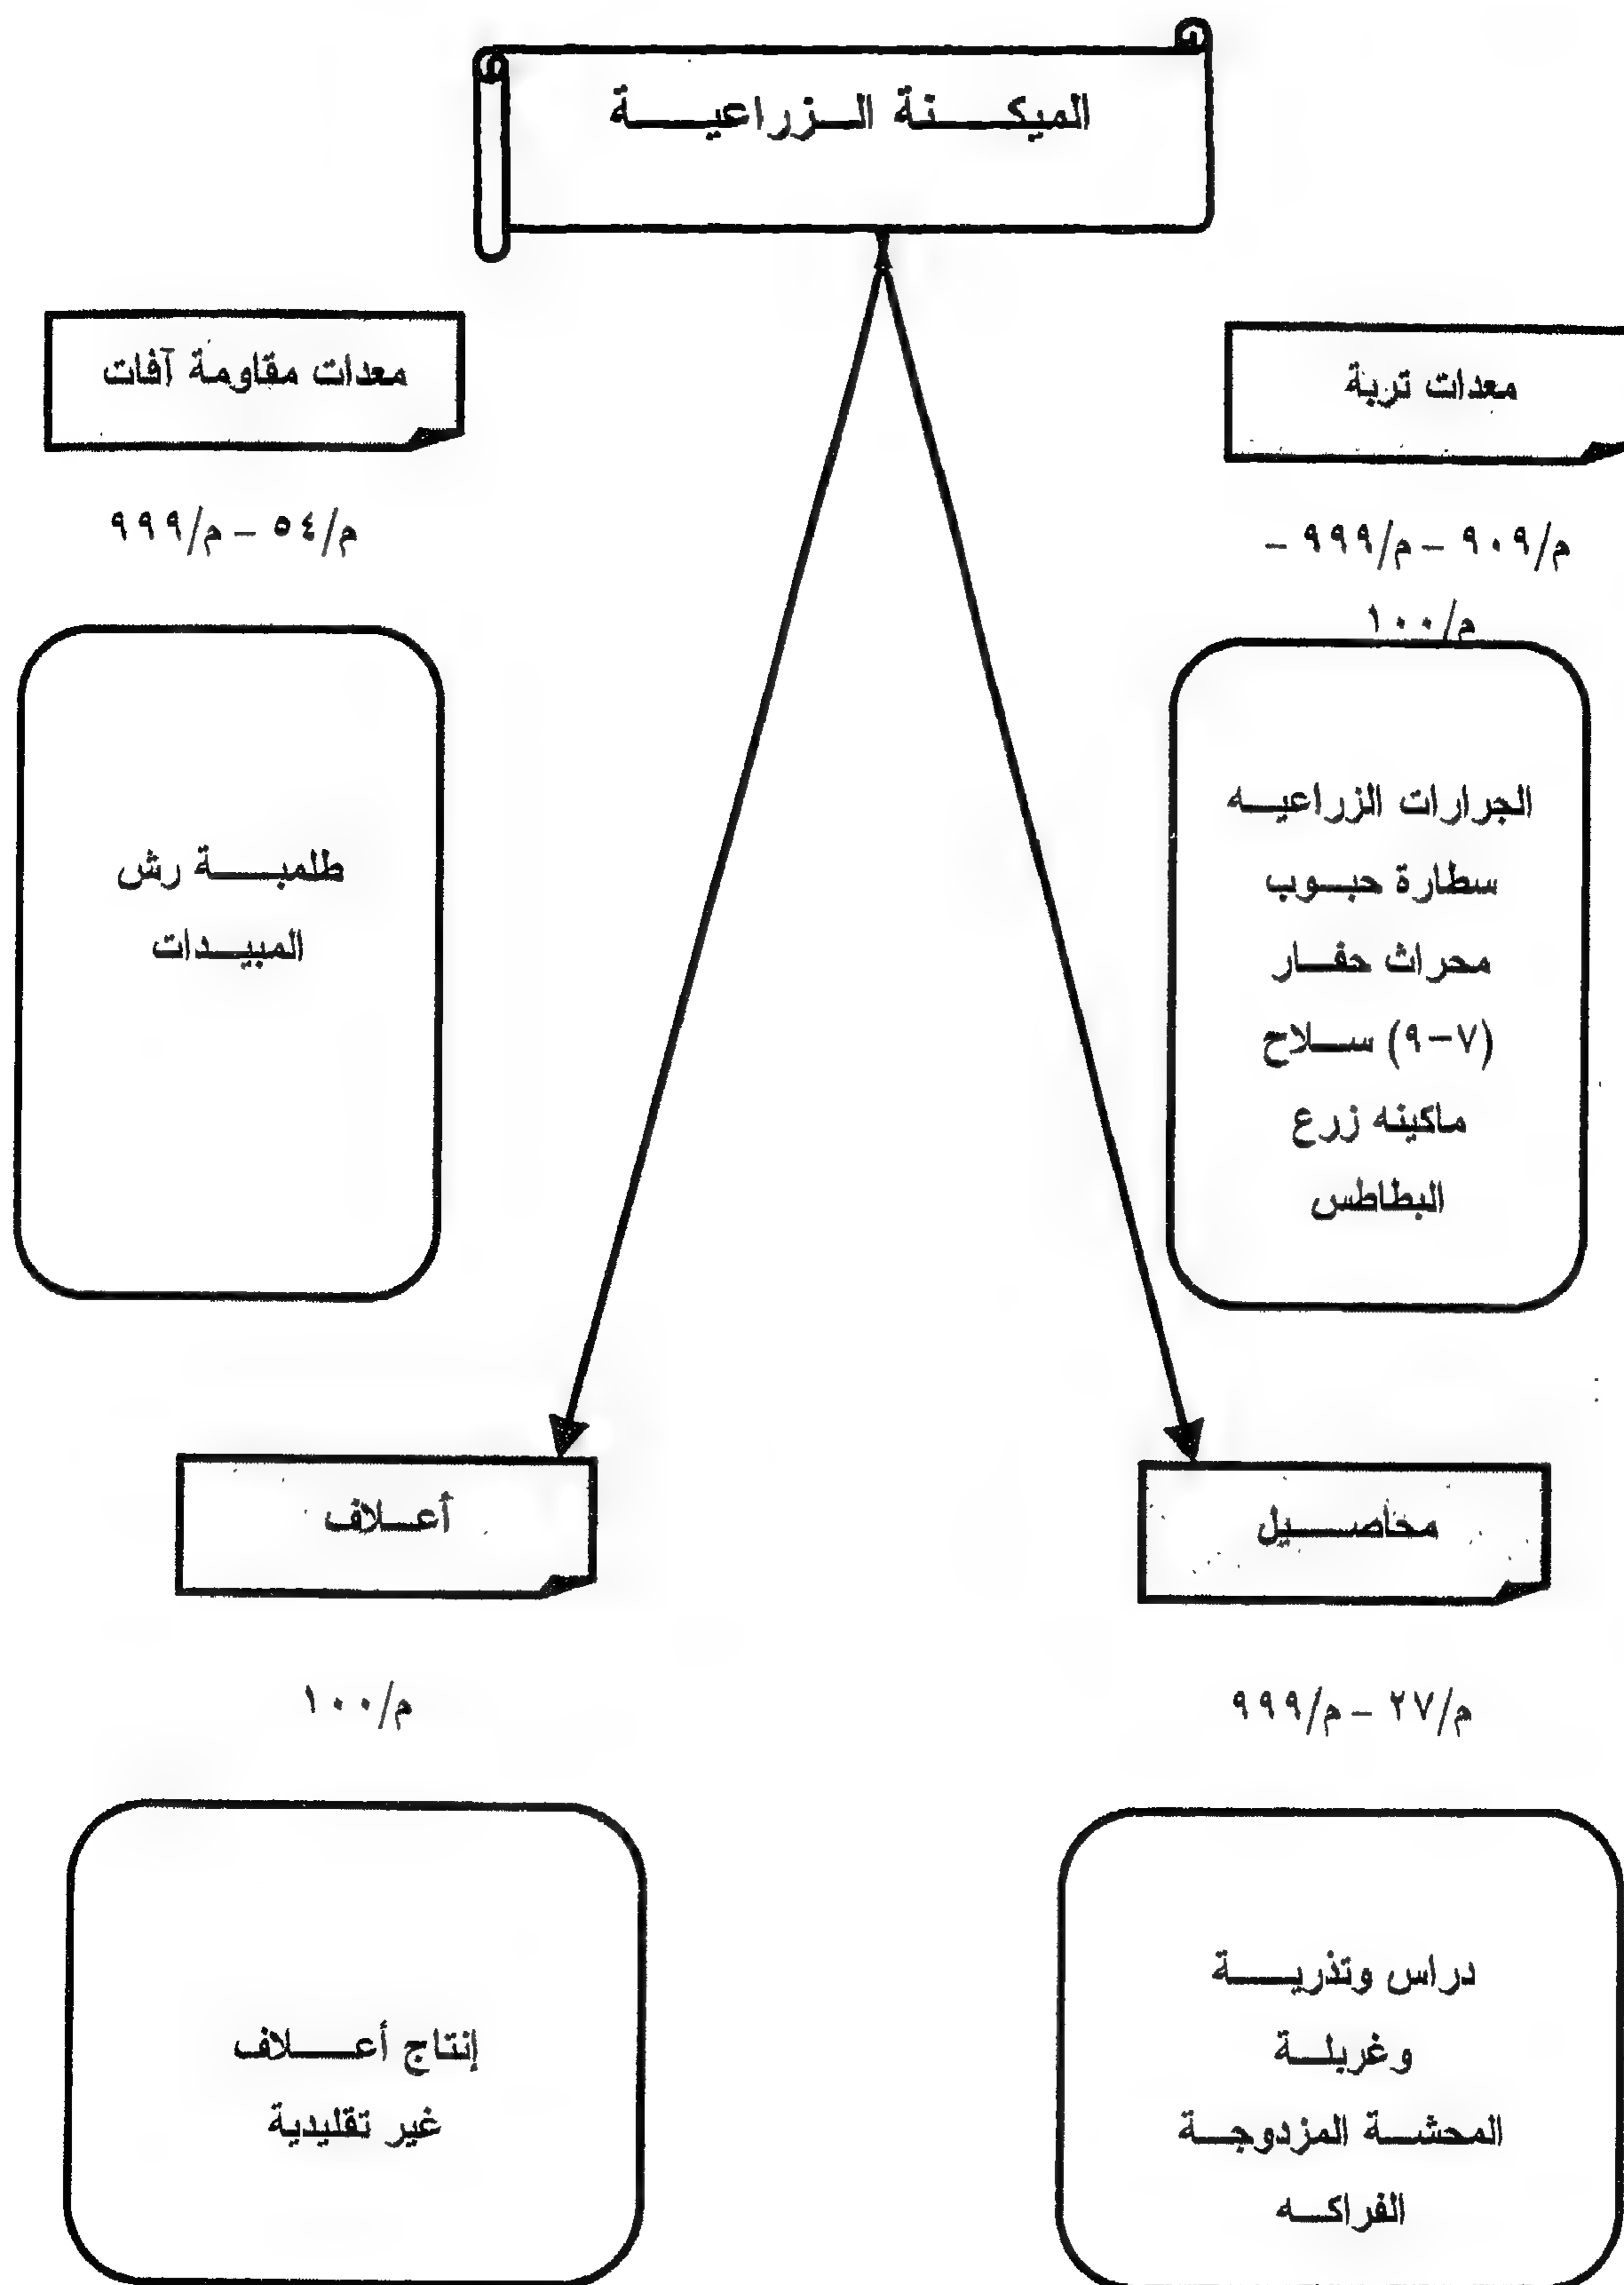 الميكنة الزراعية
معدات تربة
م/٩٠٩ – م/٩٩٩ –
م/١٠٠
الجرارات الزراعيه
سطارة حبوب
محراث حفار
(٧-٩) سلاح
ماكينه زرع
البطاطس
معدات مقاومة آفات
م/٥٤ – م/٩٩٩
طلمبة رش
المبيدات
محاصيل
م/٢٧ – م/٩٩٩
دراس وتذرية
وغربلة
المحشة المزدوجة
الفراكه
أعلاف
م/١٠٠
إنتاج أعلاف
غير تقليدية